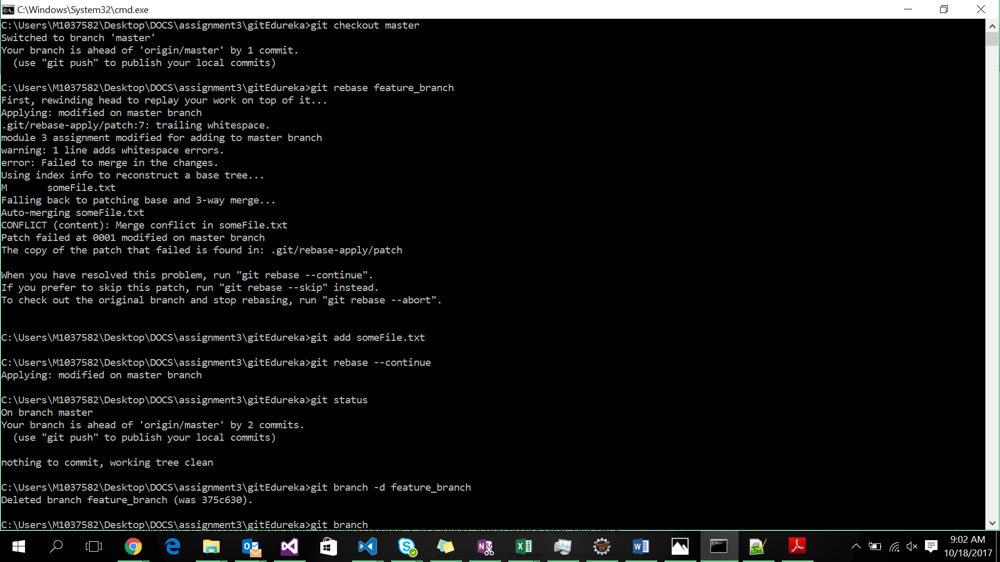 C:\Windows\System32\cmd.exe
C:\Users\M1037582\Desktop\DOCS\assignment3\gitEdureka>git checkout master
Switched to branch 'master'
Your branch is ahead of 'origin/master' by 1 commit.
  (use "git push" to publish your local commits)
C:\Users\M1037582\Desktop\DOCS\assignment3\gitEdureka>git rebase feature_branch
First, rewinding head to replay your work on top of it...
Applying: modified on master branch
.git/rebase-apply/patch:7: trailing whitespace.
module 3 assignment modified for adding to master branch
warning: 1 line adds whitespace errors.
error: Failed to merge in the changes.
Using index info to reconstruct a base tree...
M       someFile.txt
Falling back to patching base and 3-way merge...
Auto-merging someFile.txt
CONFLICT (content): Merge conflict in someFile.txt
Patch failed at 0001 modified on master branch
The copy of the patch that failed is found in: .git/rebase-apply/patch
When you have resolved this problem, run "git rebase --continue".
If you prefer to skip this patch, run "git rebase --skip" instead.
To check out the original branch and stop rebasing, run "git rebase --abort".
C:\Users\M1037582\Desktop\DOCS\assignment3\gitEdureka>git add someFile.txt
C:\Users\M1037582\Desktop\DOCS\assignment3\gitEdureka>git rebase --continue
Applying: modified on master branch
C:\Users\M1037582\Desktop\DOCS\assignment3\gitEdureka>git status
On branch master
Your branch is ahead of 'origin/master' by 2 commits.
  (use "git push" to publish your local commits)
nothing to commit, working tree clean
C:\Users\M1037582\Desktop\DOCS\assignment3\gitEdureka>git branch -d feature_branch
Deleted branch feature_branch (was 375c630).
C:\Users\M1037582\Desktop\DOCS\assignment3\gitEdureka>git branch
9:02 AM
10/18/2017